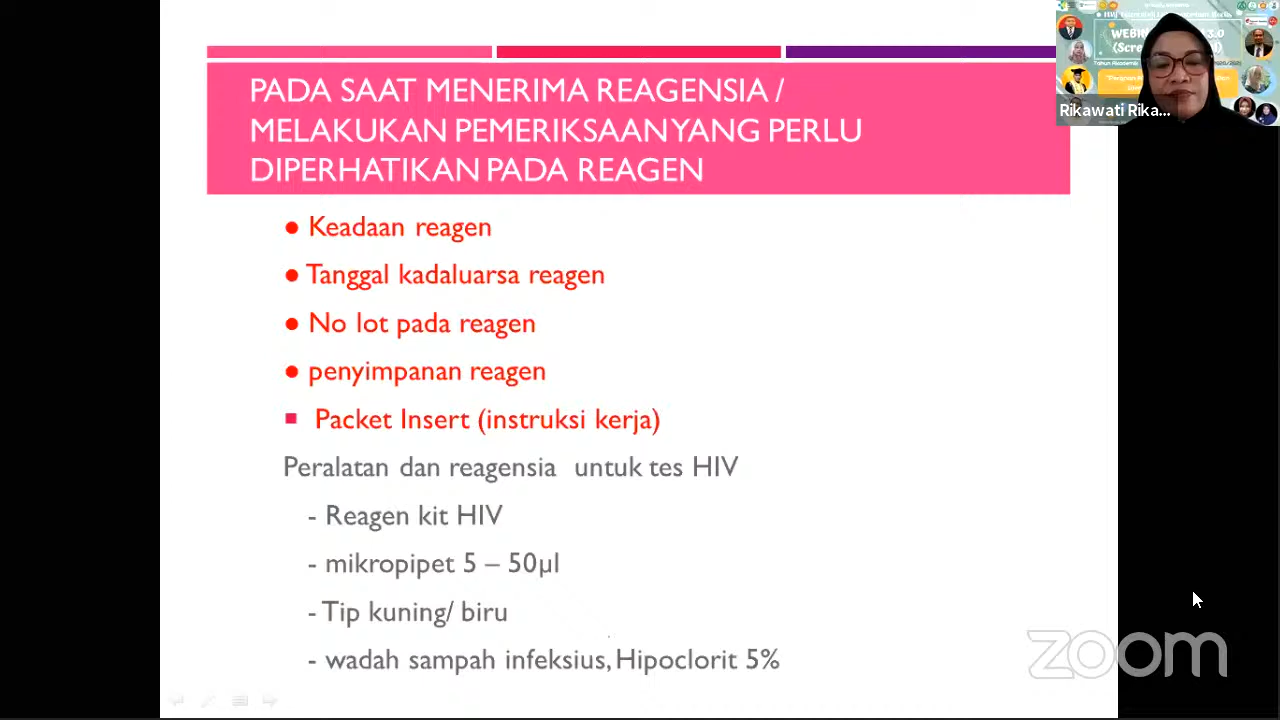 PADA SAAT MENERIMA REAGENSIA /
MELAKUKAN PEMERIKSAAN YANG PERLU
DIPERHATIKAN PADA REAGEN
● Keadaan reagen
● Tanggal kadaluarsa reagen
● No lot pada reagen
● penyimpanan reagen
■ Packet Insert (instruksi kerja)
Peralatan dan reagensia untuk tes HIV
- Reagen kit HIV
- mikropipet 5 – 50µl
- Tip kuning/ biru
- wadah sampah infeksius, Hipoclorit 5%
Rikawati Rika...
zoom